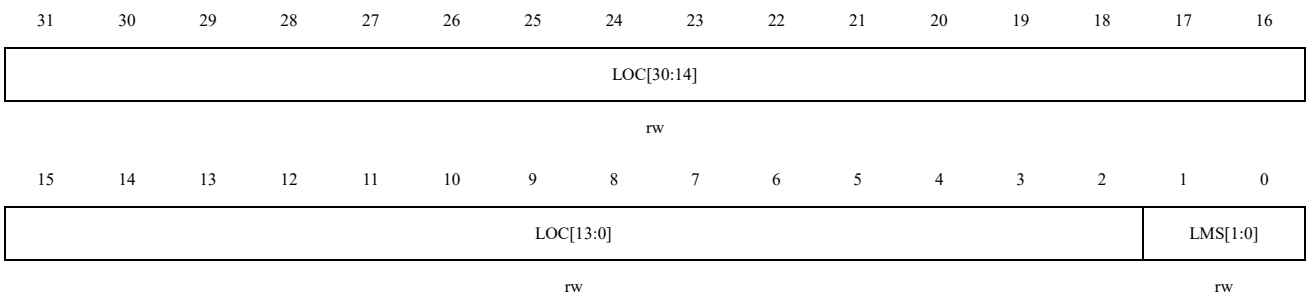 31 30 29 28 27 26 25 24 23 22 21 20 19 18 17 16
LOC[30:14]
rw
15 14 13 12 11 10 9 8 7 6 5 4 3 2 1 0
LOC[13:0] LMS[1:0]
rw rw